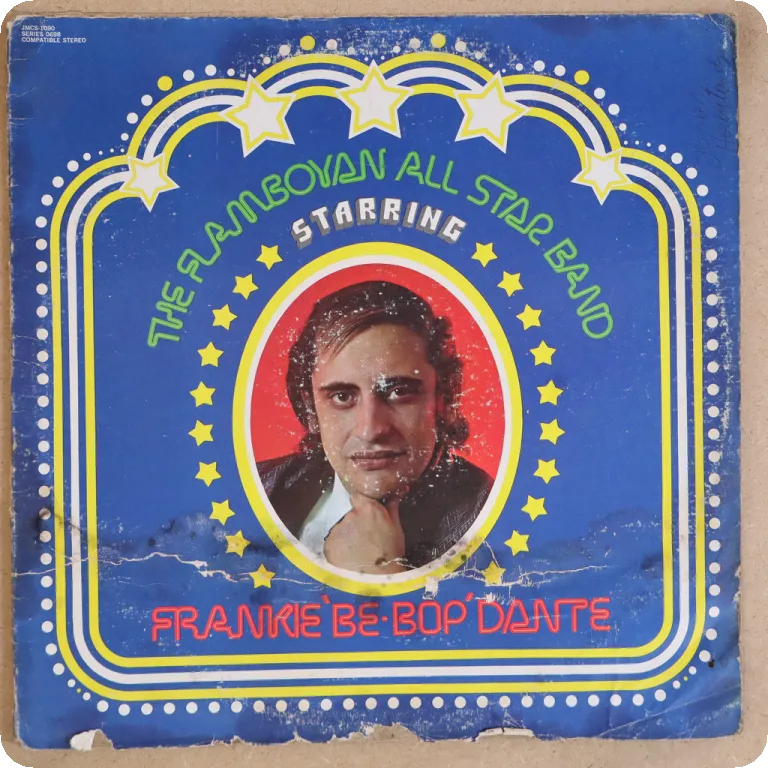 JMCS-1090
SERIES 0698
COMPATIBLE STEREO
THE FLAMBOYAN ALL STAR BAND
STARRING
FRANKIE 'BE-BOP' DANTE